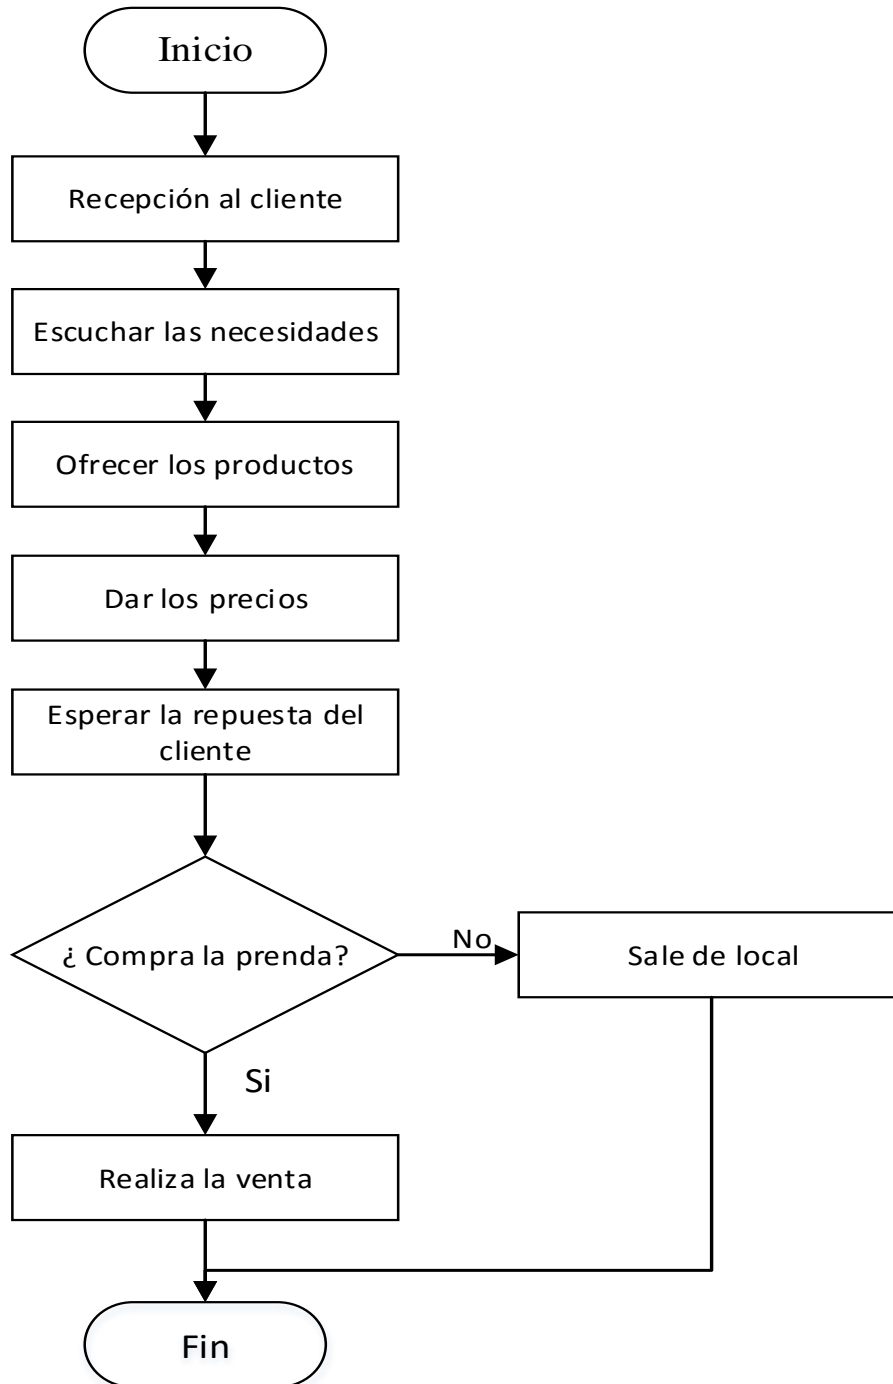 Inicio
Recepción al cliente
Escuchar las necesidades
Ofrecer los productos
Dar los precios
Esperar la repuesta del
cliente
¿ Compra la prenda?
No
Sale de local
Si
Realiza la venta
Fin